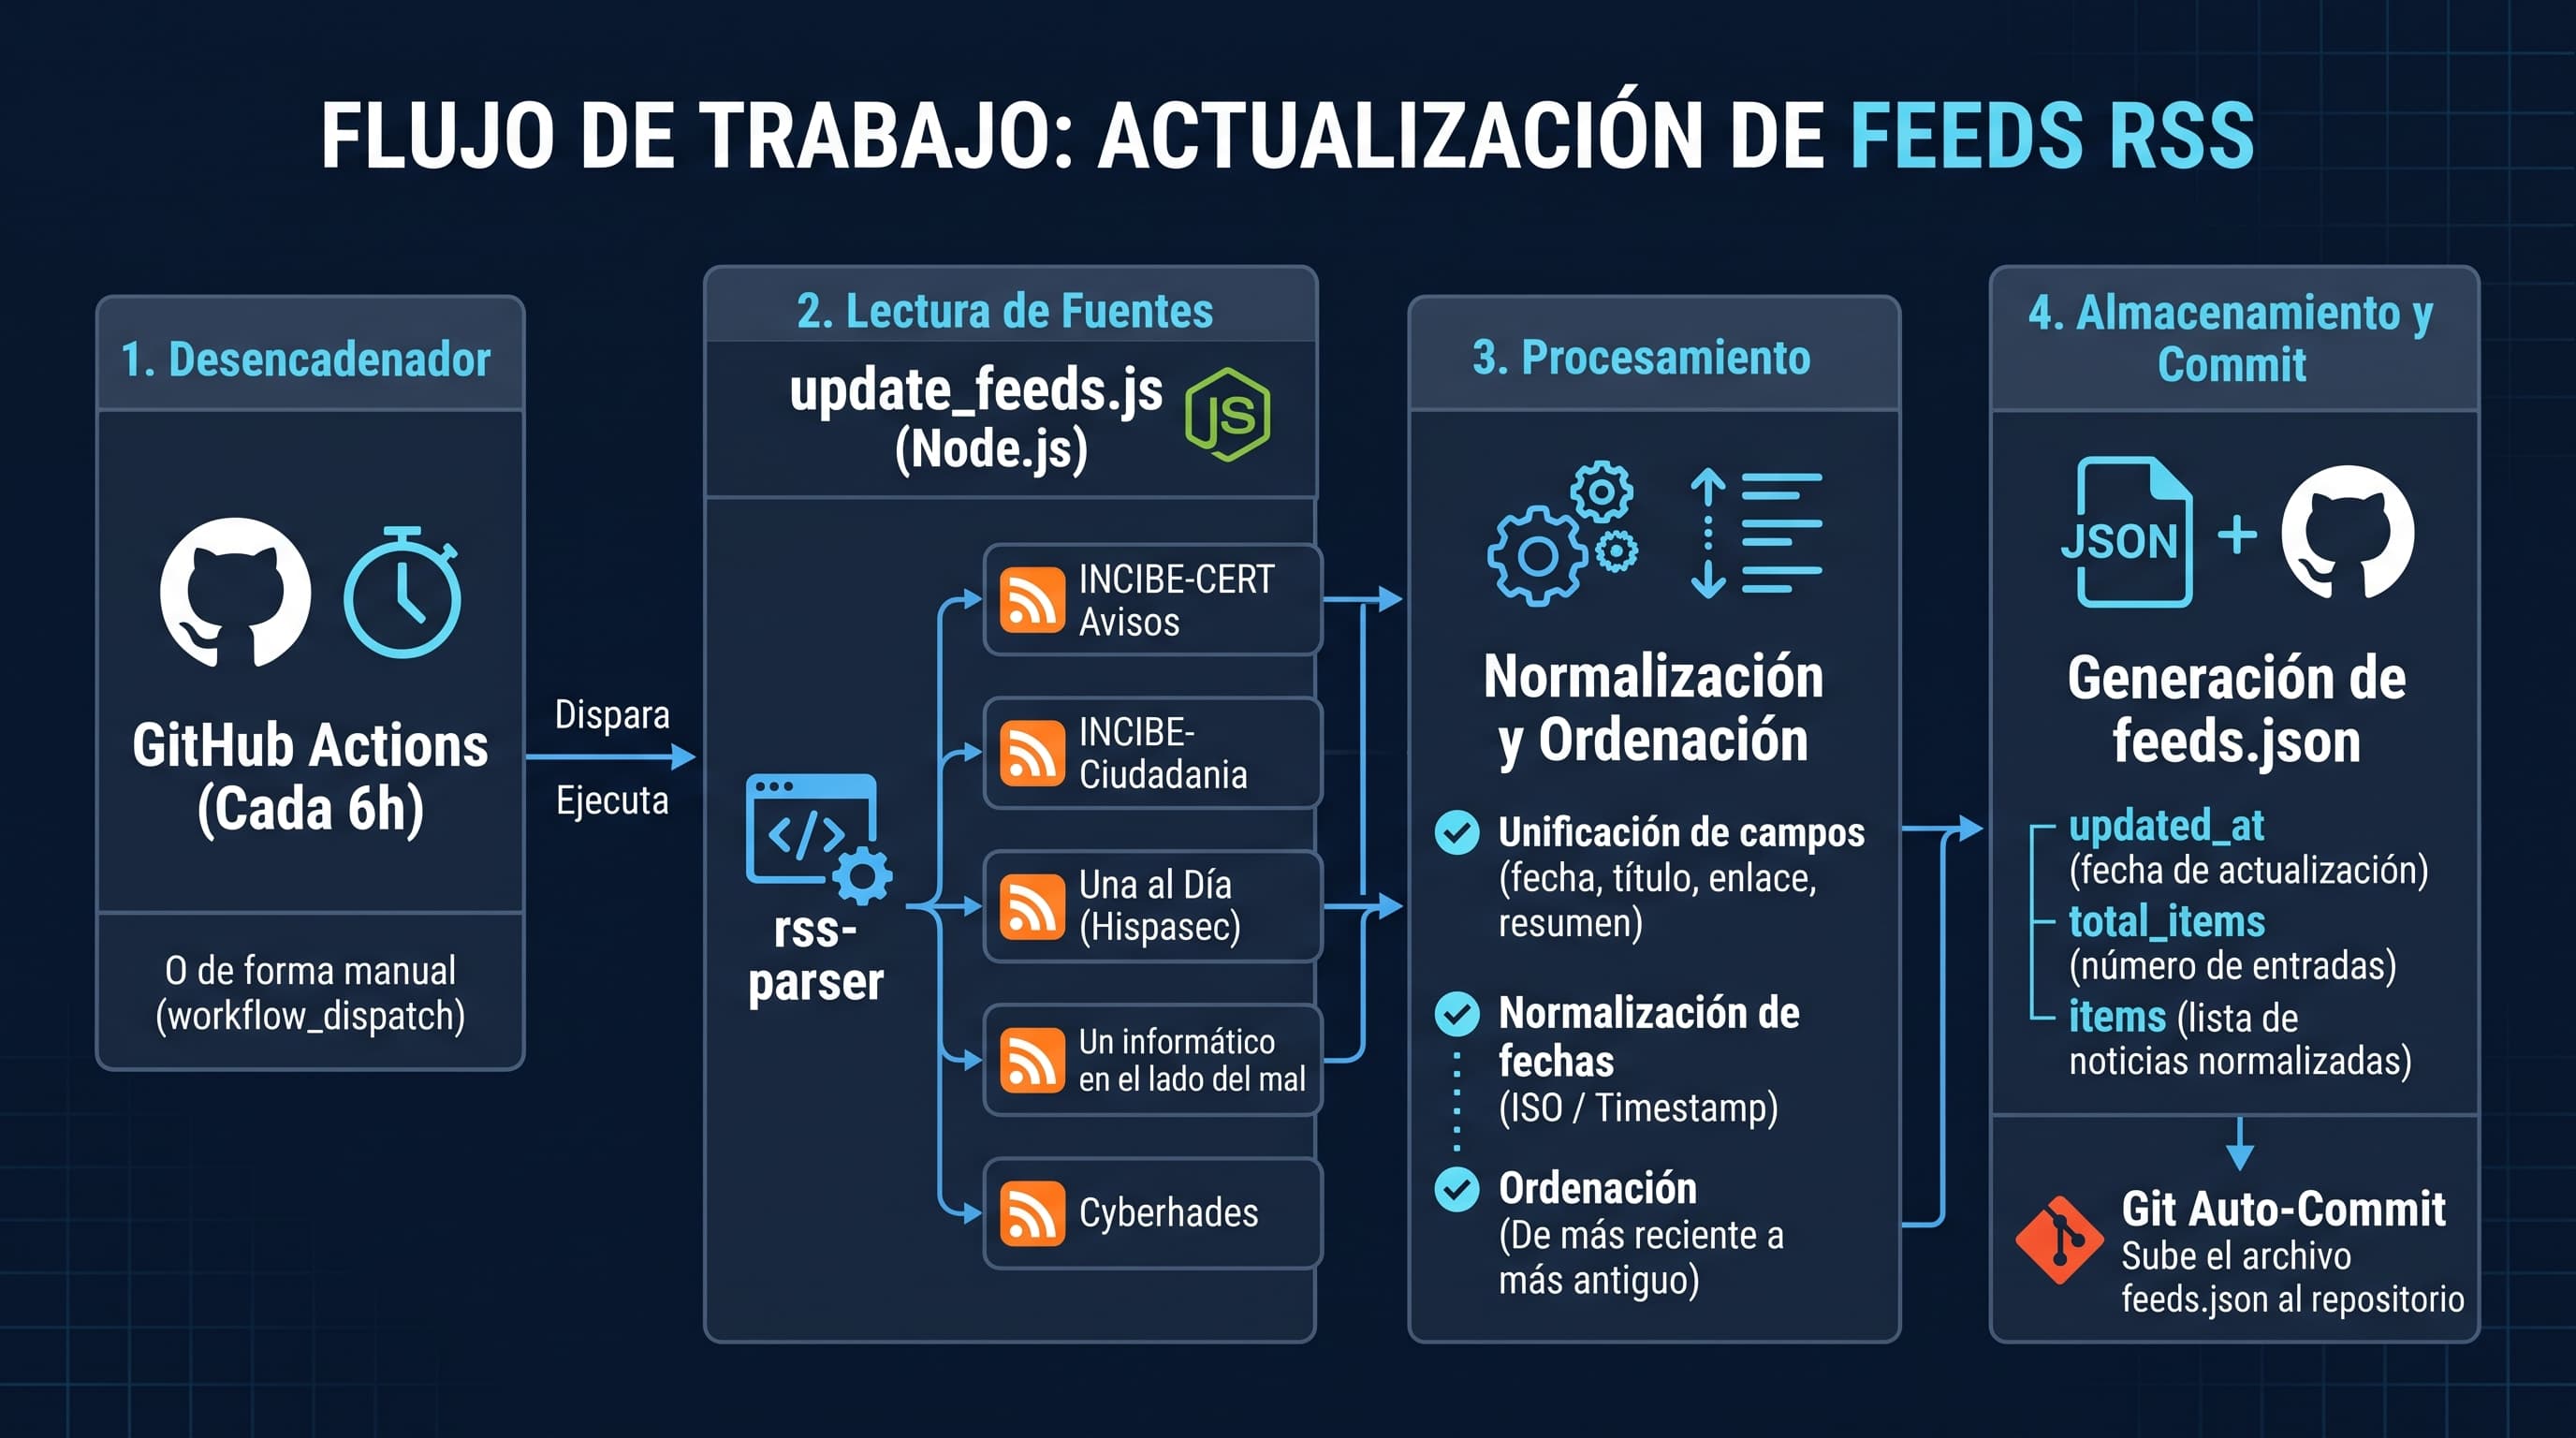 FLUJO DE TRABAJO: ACTUALIZACIÓN DE FEEDS RSS
1. Desencadenador
GitHub Actions
(Cada 6h)
O de forma manual
(workflow_dispatch)
Dispara
Ejecuta
2. Lectura de Fuentes
update_feeds.js
(Node.js)
JS
rss-
parser
INCIBE-CERT
Avisos
INCIBE-
Ciudadania
Una al Día
(Hispasec)
Un informático
en el lado del mal
Cyberhades
3. Procesamiento
Normalización
y Ordenación
Unificación de campos
(fecha, título, enlace,
resumen)
Normalización de
fechas
(ISO / Timestamp)
Ordenación
(De más reciente a
más antiguo)
4. Almacenamiento y
Commit
JSON
+
Generación de
feeds.json
updated_at
(fecha de actualización)
total_items
(número de entradas)
items (lista de
noticias normalizadas)
Git Auto-Commit
Sube el archivo
feeds.json al repositorio